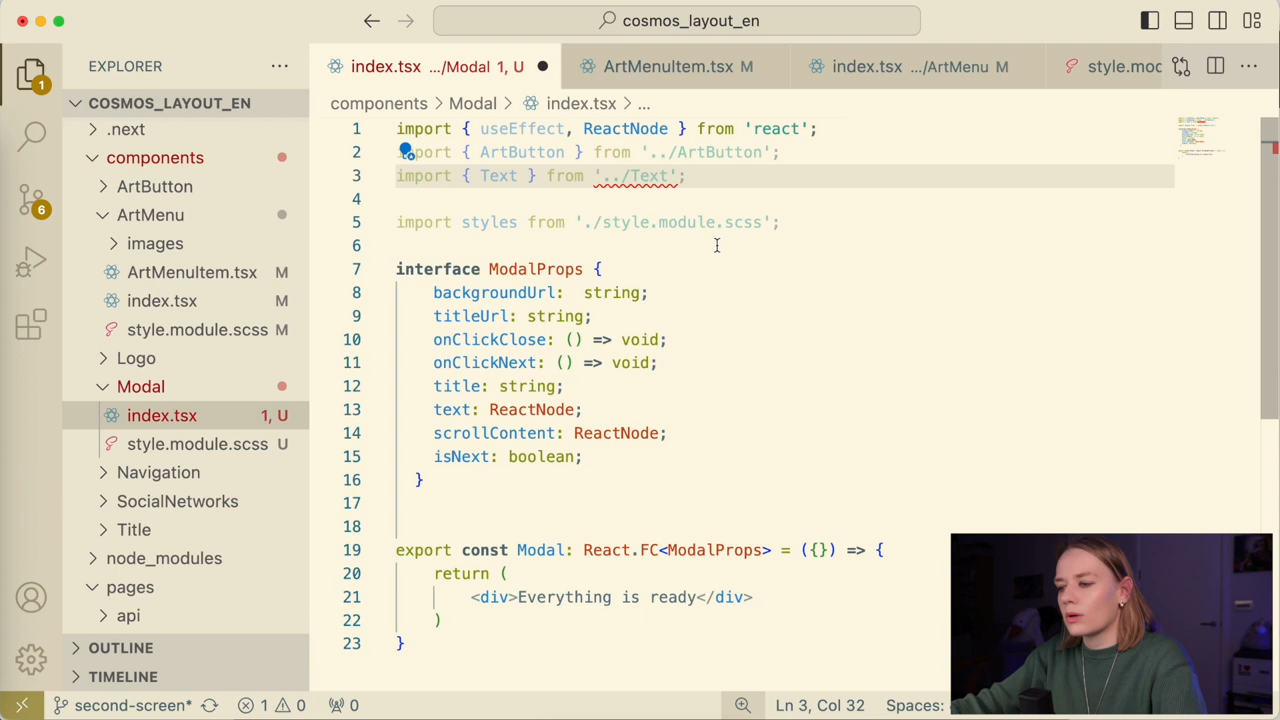 cosmos_layout_en
1
6
EXPLORER
COSMOS_LAYOUT_EN
.next
components
ArtButton
ArtMenu
images
ArtMenuItem.tsx M
index.tsx M
style.module.scss M
Logo
Modal
index.tsx 1, U
style.module.scss U
Navigation
SocialNetworks
Title
node_modules
pages
api
OUTLINE
TIMELINE
index.tsx .../Modal 1, U
ArtMenuItem.tsx M
index.tsx .../ArtMenu M
style.moc
components > Modal > index.tsx > ...
1 import { useEffect, ReactNode } from 'react';
2 port { ArtButton } from '../ArtButton';
3 import { Text } from '../Text';
4
5 import styles from './style.module.scss';
6
7 interface ModalProps {
8 backgroundUrl:  string;
9 titleUrl: string;
10 onClickClose: () => void;
11 onClickNext: () => void;
12 title: string;
13 text: ReactNode;
14 scrollContent: ReactNode;
15 isNext: boolean;
16 }
17
18
19 export const Modal: React.FC<ModalProps> = ({}) => {
20 return (
21 <div>Everything is ready</div>
22 )
23 }
second-screen* 1 0 0 Ln 3, Col 32 Spaces: